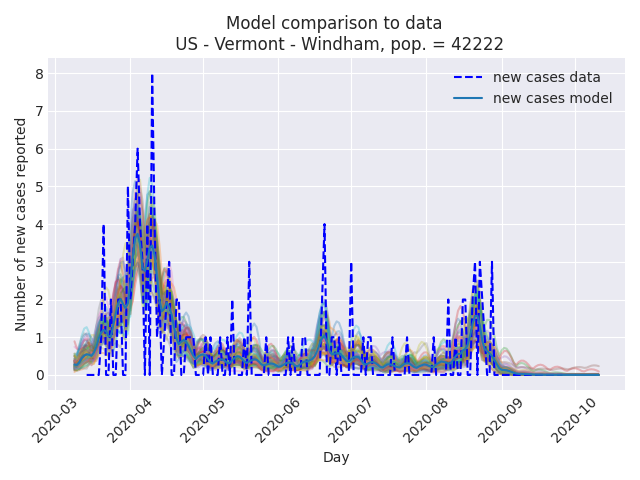 Model comparison to data
US - Vermont - Windham, pop. = 42222
new cases data
new cases model
Number of new cases reported
8
7
6
5
4
3
2
1
0
2020-03
2020-04
2020-05
2020-06
2020-07
2020-08
2020-09
2020-10
Day